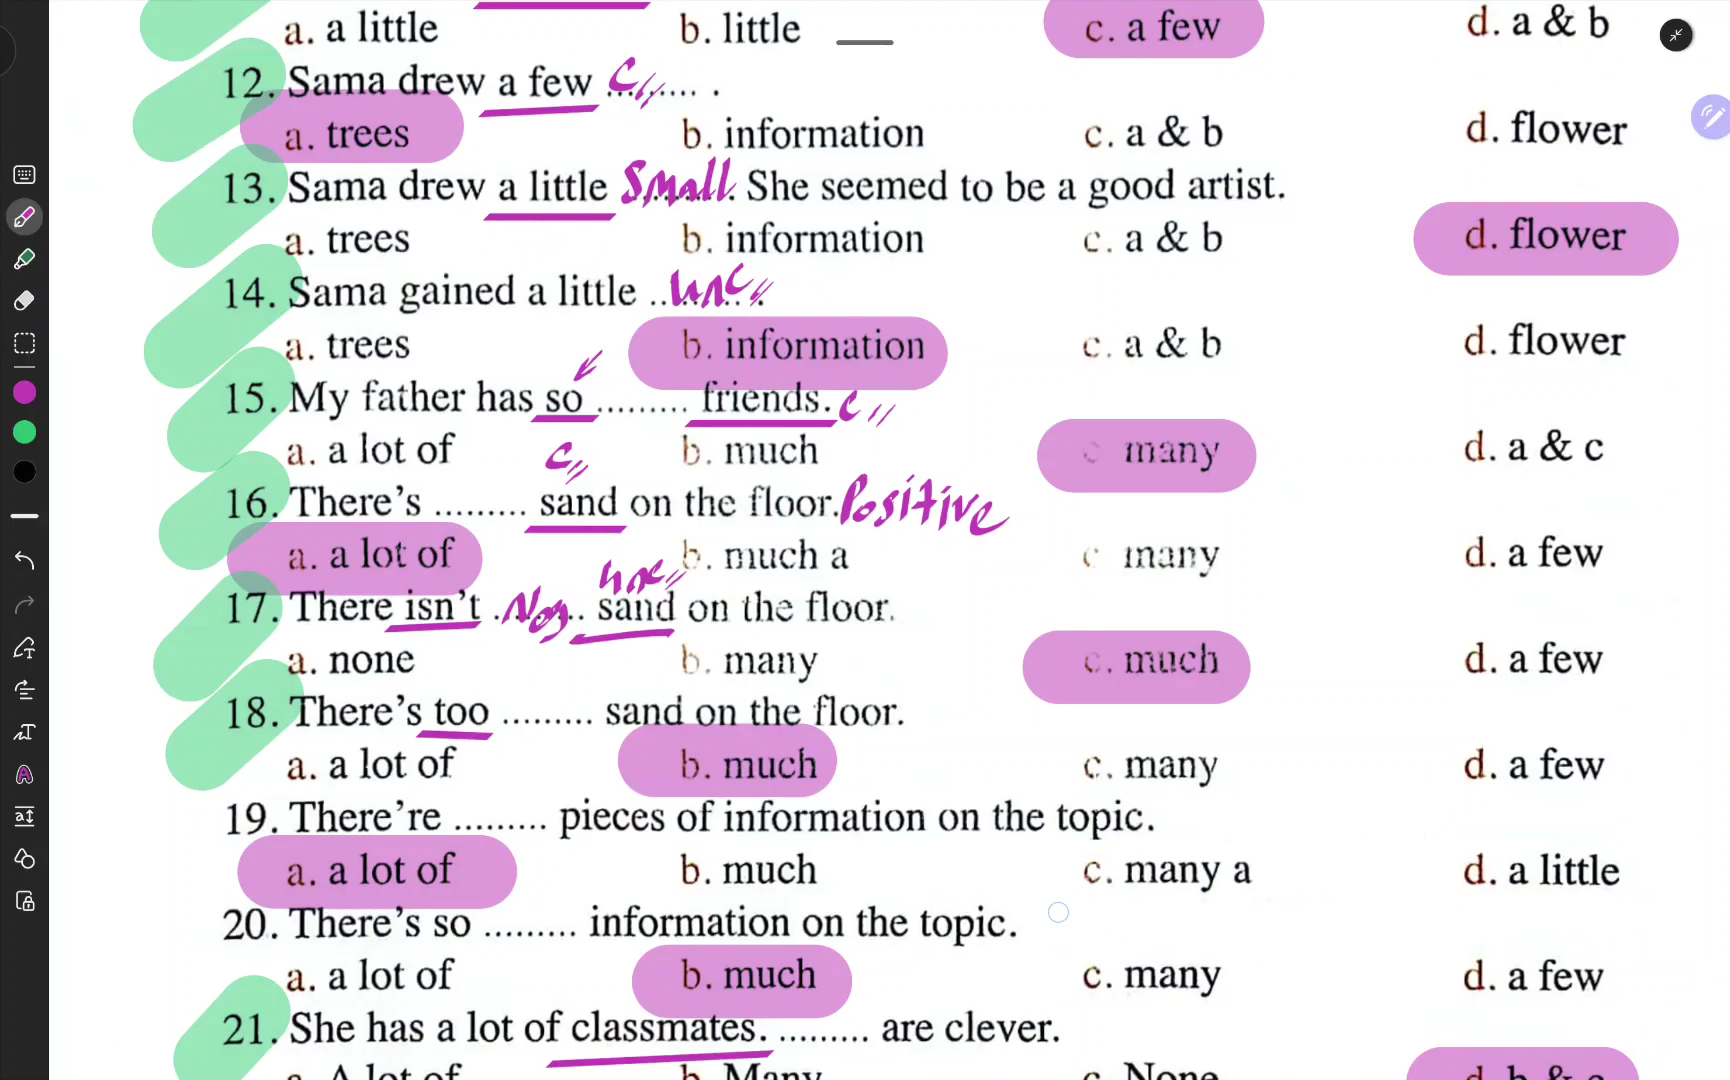 a. a little b. little c. a few d. a & b
12. Sama drew a few C ......... .
a. trees b. information c. a & b d. flower
13. Sama drew a little small. She seemed to be a good artist.
a. trees b. information c. a & b d. flower
14. Sama gained a little ..unc...
a. trees b. information c. a & b d. flower
15. My father has so ......... friends. C
a. a lot of b. much c many d. a & c
C
16. There's ......... sand on the floor. Positive
a. a lot of b. much a c many d. a few
17. There isn't ......... sand on the floor.
a. none b. many c. much d. a few
18. There's too ......... sand on the floor.
a. a lot of b. much c. many d. a few
19. There're ......... pieces of information on the topic.
a. a lot of b. much c. many a d. a little
20. There's so ......... information on the topic.
a. a lot of b. much c. many d. a few
21. She has a lot of classmates. ......... are clever.
a. A lot of b. Many c. None d. b & c